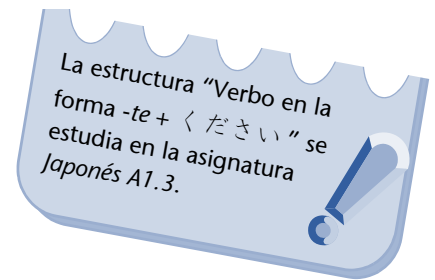 La estructura “Verbo en la
forma -te + ください” se
estudia en la asignatura
Japonés A1.3.